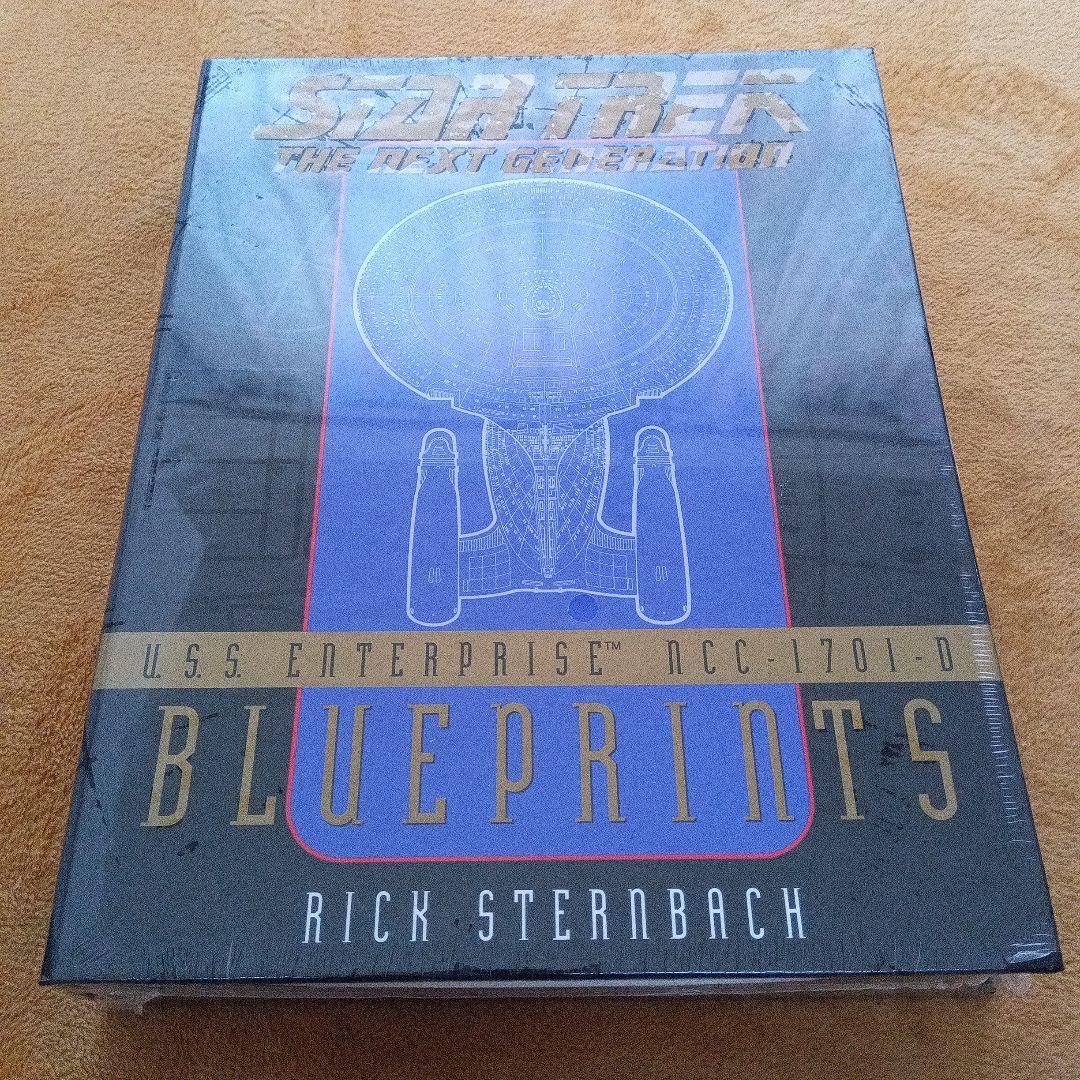 STAR TREK
THE NEXT GENERATION
U.S.S. ENTERPRISE™ NCC-1701-D
BLUEPRINTS
RICK STERNBACH